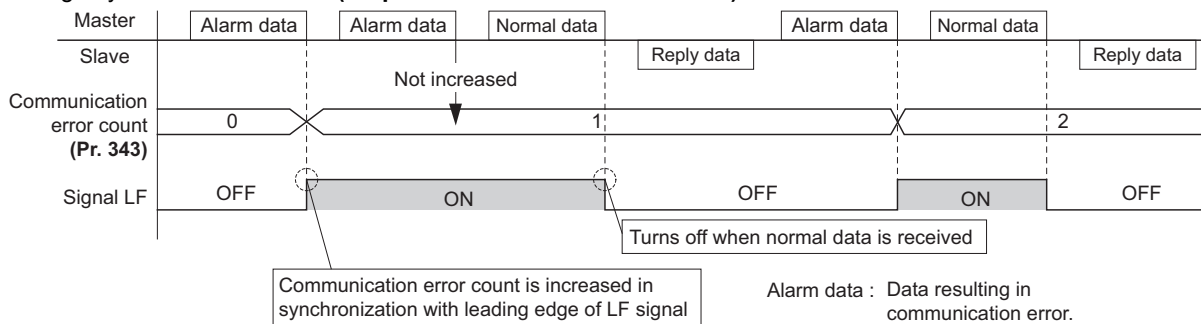 Master
Alarm data
Alarm data
Normal data
Alarm data
Normal data
Slave
Reply data
Reply data
Not increased
Communication
error count
(Pr. 343)
0
1
2
Signal LF
OFF
ON
OFF
ON
OFF
Turns off when normal data is received
Communication error count is increased in
synchronization with leading edge of LF signal
Alarm data : Data resulting in
communication error.